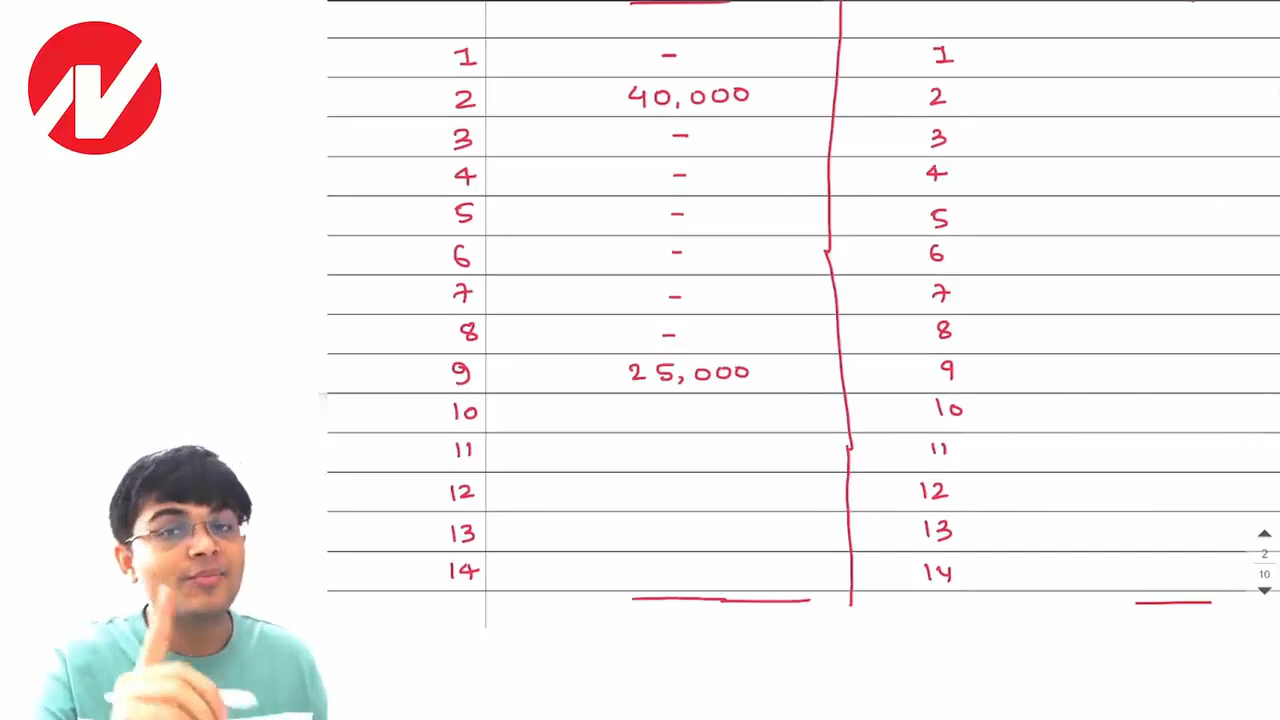 N
1 - 1
2 40,000 2
3 - 3
4 - 4
5 - 5
6 - 6
7 - 7
8 - 8
9 25,000 9
10 10
11 11
12 12
13 13
14 14
2
10